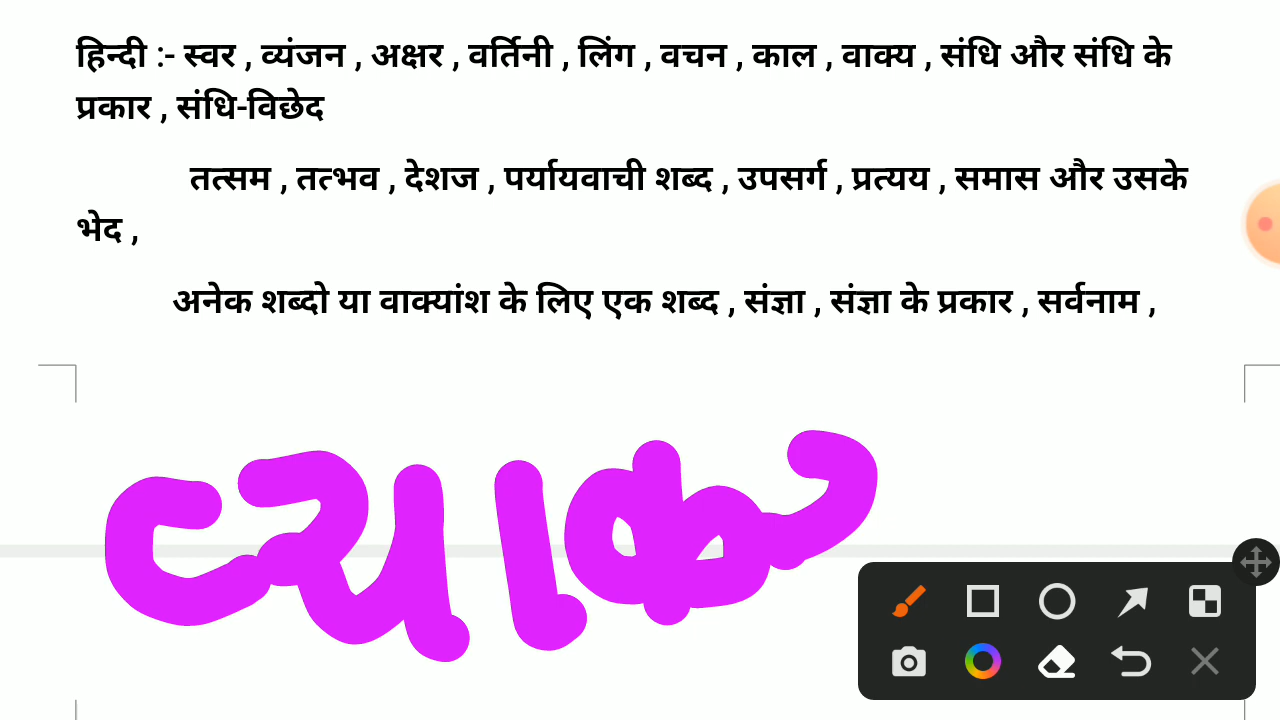 हिन्दी :- स्वर , व्यंजन , अक्षर , वर्तिनी , लिंग , वचन , काल , वाक्य , संधि और संधि के
प्रकार , संधि-विछेद
तत्सम , तत्भव , देशज , पर्यायवाची शब्द , उपसर्ग , प्रत्यय , समास और उसके
भेद ,
अनेक शब्दो या वाक्यांश के लिए एक शब्द , संज्ञा , संज्ञा के प्रकार , सर्वनाम ,
व्याक